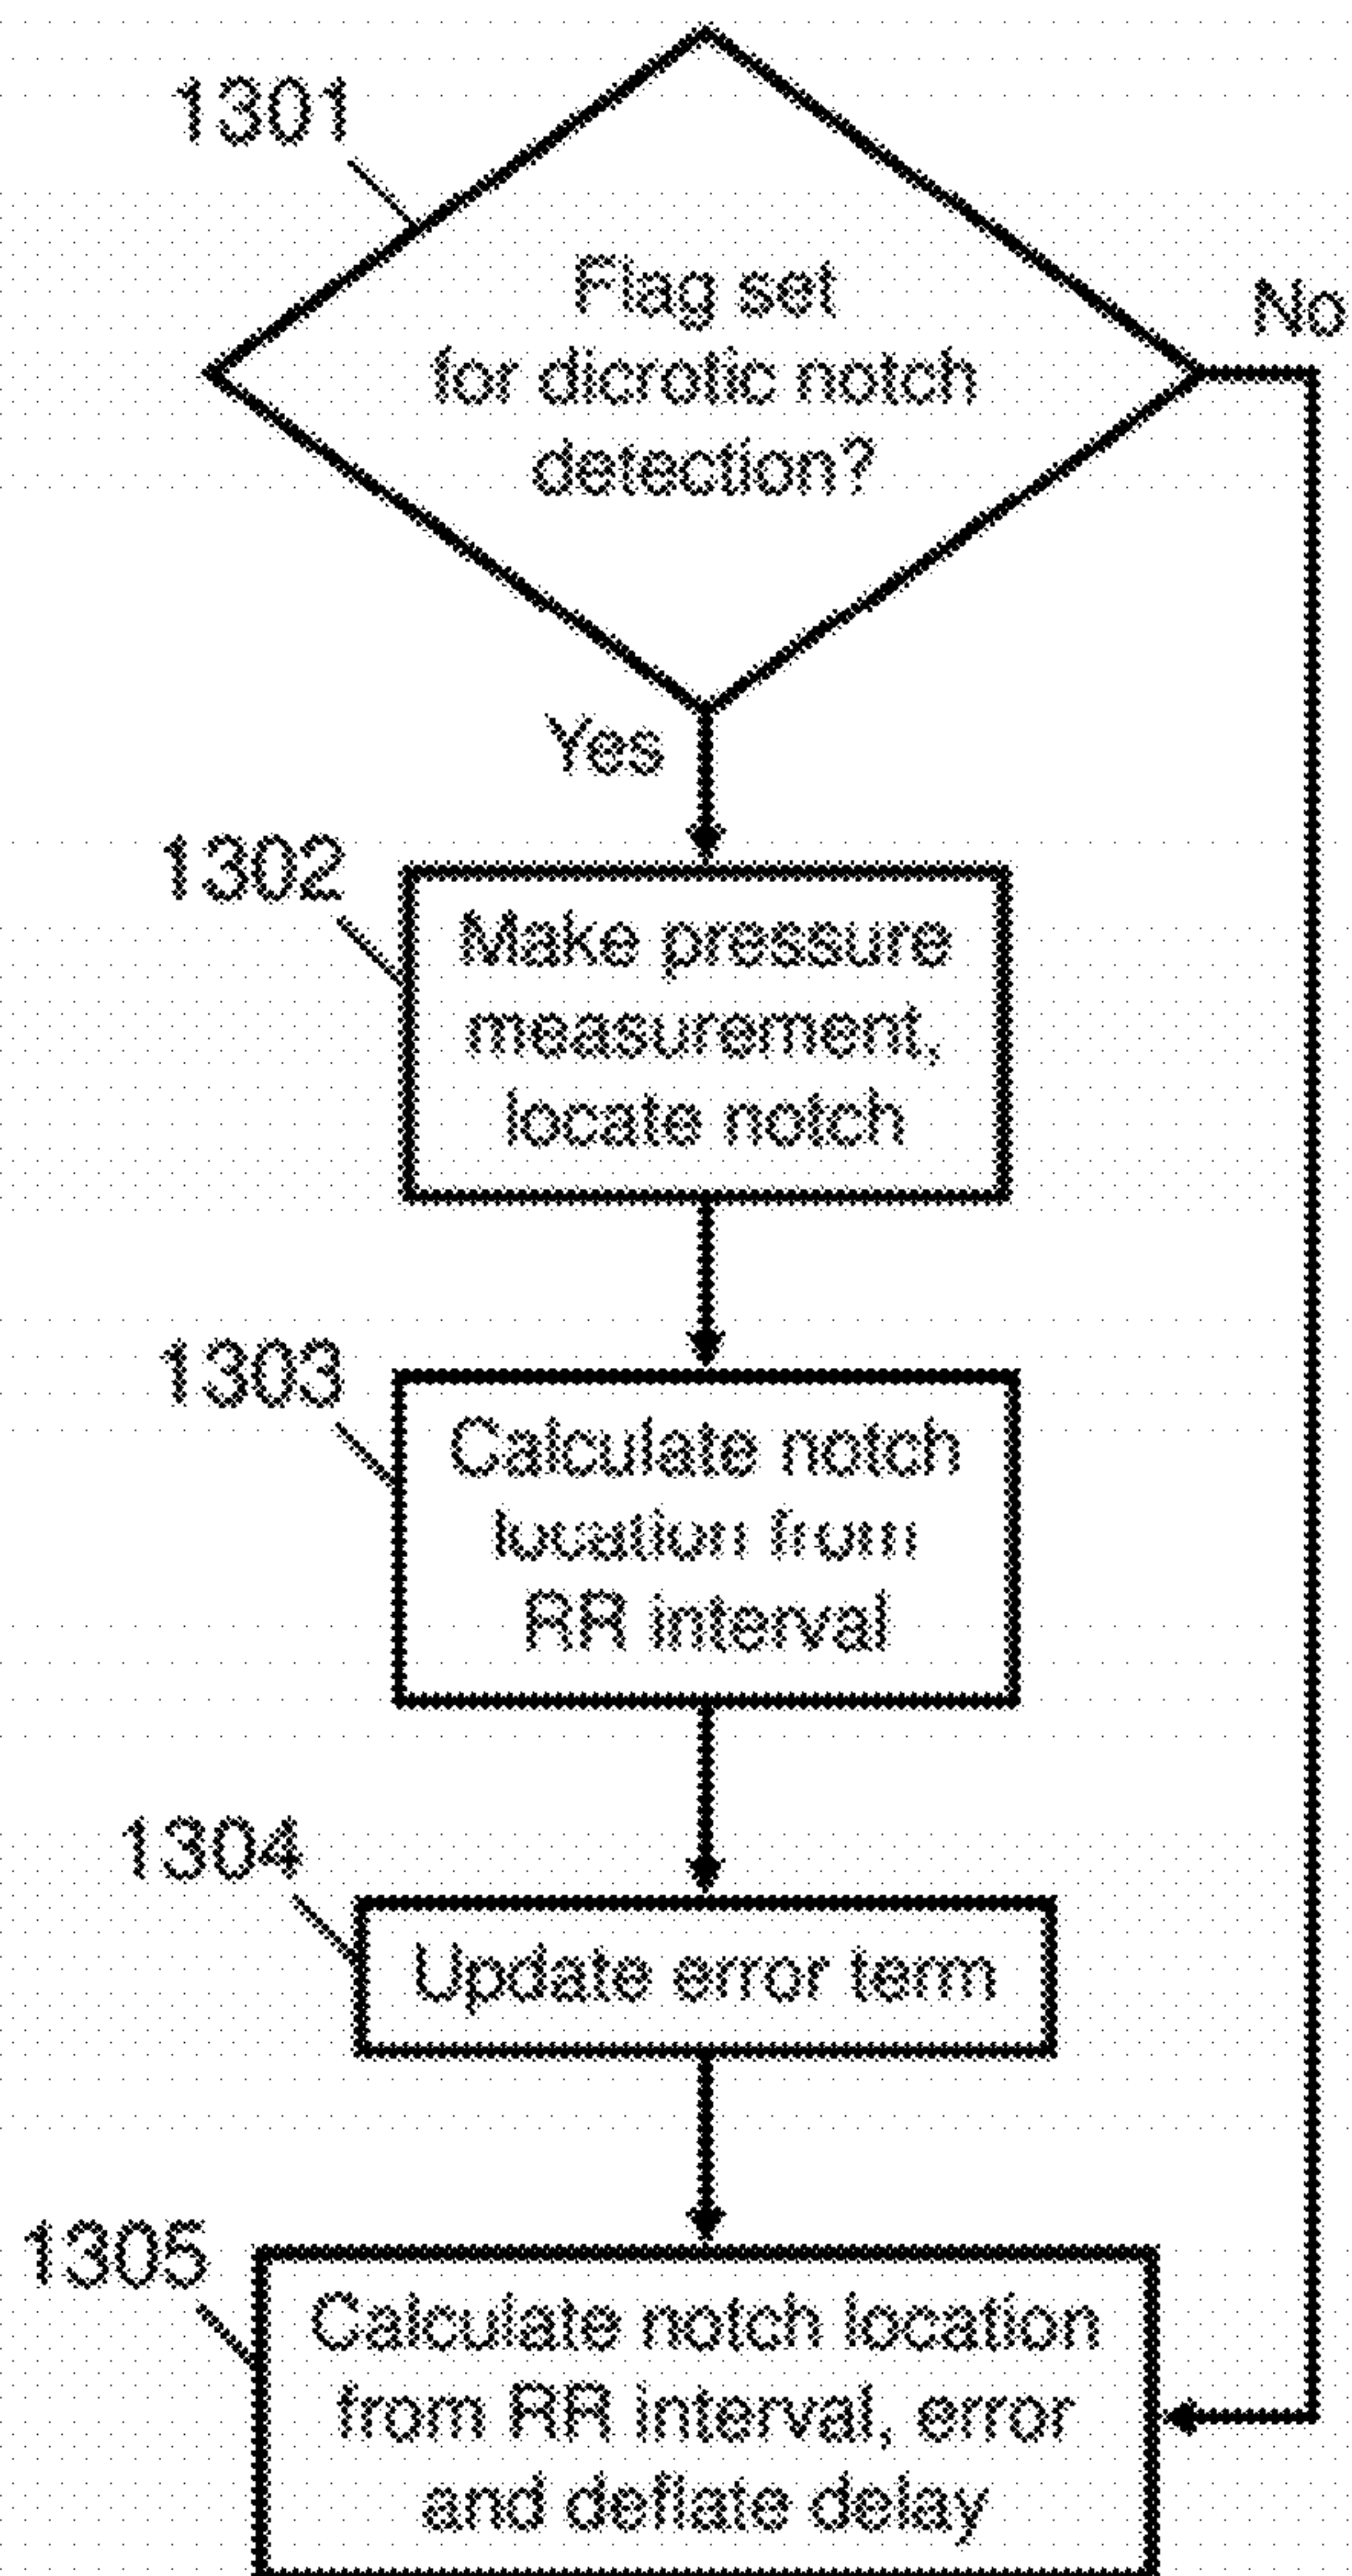 1301
Flag set
for dicrotic notch
detection?
No
Yes
1302
Make pressure
measurement,
locate notch
1303
Calculate notch
location from
RR interval
1304
Update error term
1305
Calculate notch location
from RR interval, error
and deflate delay